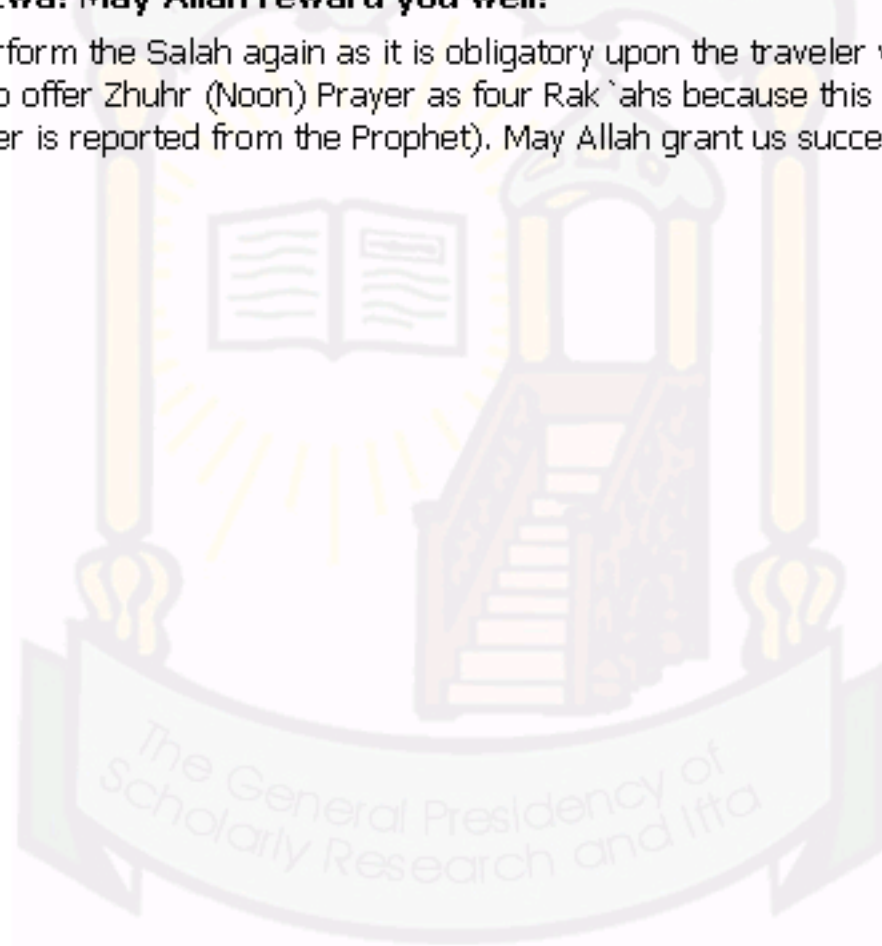 May Allah reward you well.
rform the Salah again as it is obligatory upon the traveler
o offer Zhuhr (Noon) Prayer as four Rak`ahs because this
er is reported from the Prophet). May Allah grant us succe
The General Presidency of
Scholarly Research and Ifta